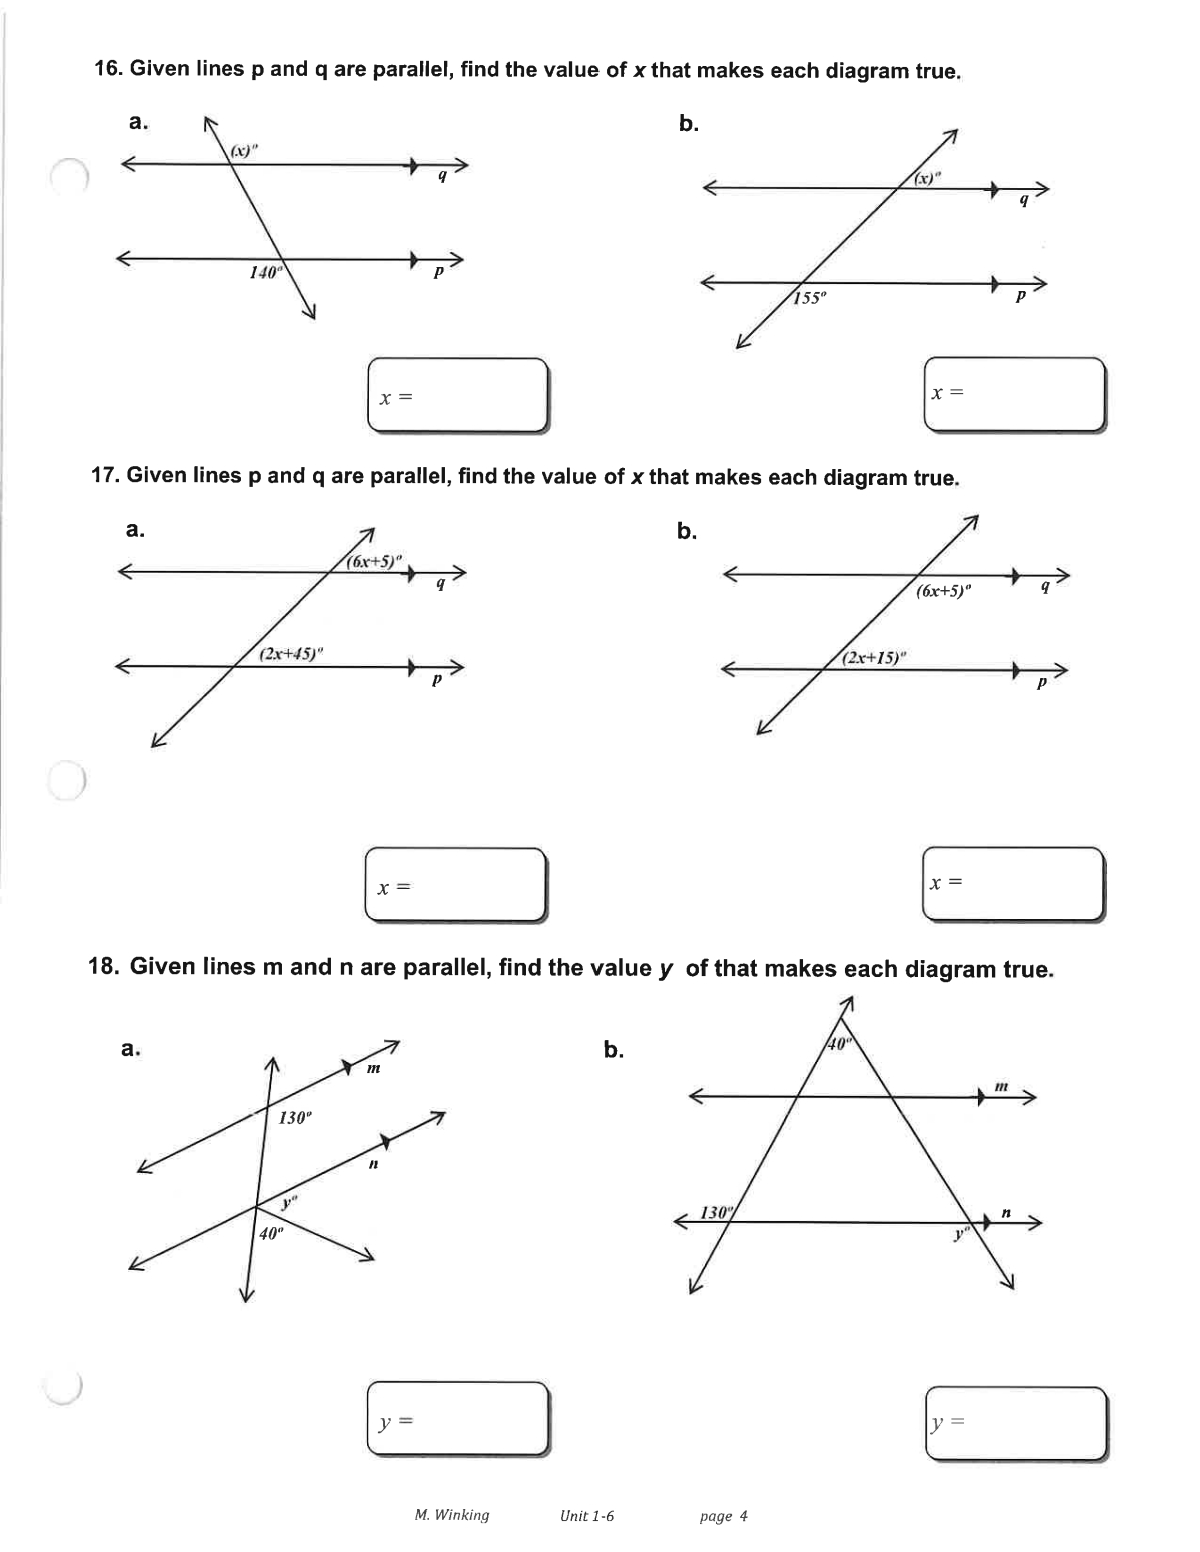 16. Given lines p and q are parallel, find the value of x that makes each diagram true.
a.
(x)°
q
140°
p
b.
(x)°
q
155°
p
x =
x =
17. Given lines p and q are parallel, find the value of x that makes each diagram true.
a.
(6x+5)°
q
(2x+45)°
p
b.
(6x+5)°
q
(2x+15)°
p
x =
x =
18. Given lines m and n are parallel, find the value y of that makes each diagram true.
a.
m
130°
n
y°
40°
b.
40°
m
130°
n
y°
y =
y =
M. Winking Unit 1-6 page 4